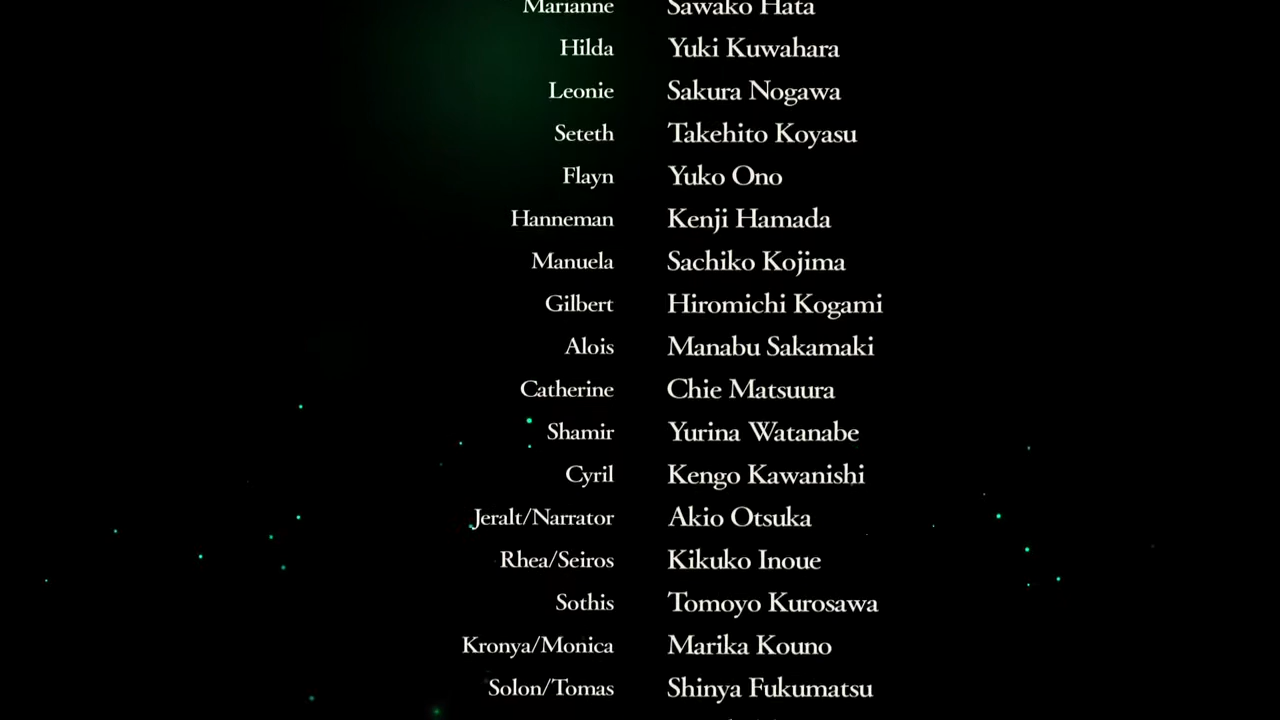 Marianne Sawako Hata
Hilda Yuki Kuwahara
Leonie Sakura Nogawa
Seteth Takehito Koyasu
Flayn Yuko Ono
Hanneman Kenji Hamada
Manuela Sachiko Kojima
Gilbert Hiromichi Kogami
Alois Manabu Sakamaki
Catherine Chie Matsuura
Shamir Yurina Watanabe
Cyril Kengo Kawanishi
Jeralt/Narrator Akio Otsuka
Rhea/Seiros Kikuko Inoue
Sothis Tomoyo Kurosawa
Kronya/Monica Marika Kouno
Solon/Tomas Shinya Fukumatsu